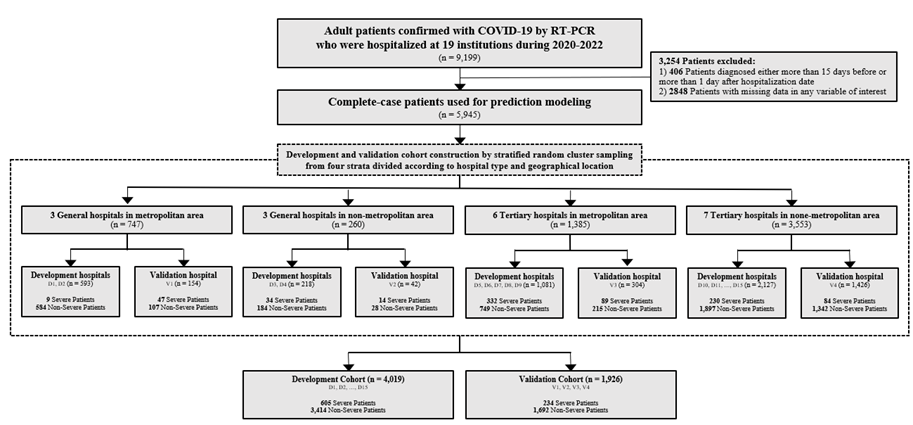 Adult patients confirmed with COVID-19 by RT-PCR
who were hospitalized at 19 institutions during 2020-2022
(n = 9,199)
3,254 Patients excluded:
1) 406 Patients diagnosed either more than 15 days before or
more than 1 day after hospitalization date
2) 2848 Patients with missing data in any variable of interest
Complete-case patients used for prediction modeling
(n = 5,945)
Development and validation cohort construction by stratified random cluster sampling
from four strata divided according to hospital type and geographical location
3 General hospitals in metropolitan area
(n = 747)
3 General hospitals in non-metropolitan area
(n = 260)
6 Tertiary hospitals in metropolitan area
(n = 1,385)
7 Tertiary hospitals in none-metropolitan area
(n = 3,553)
Development hospitals
D1, D2 (n = 593)
9 Severe Patients
584 Non-Severe Patients
Validation hospital
V1 (n = 154)
47 Severe Patients
107 Non-Severe Patients
Development hospitals
D3, D4 (n = 218)
34 Severe Patients
184 Non-Severe Patients
Validation hospital
V2 (n = 42)
14 Severe Patients
28 Non-Severe Patients
Development hospitals
D5, D6, D7, D8, D9 (n = 1,081)
332 Severe Patients
749 Non-Severe Patients
Validation hospital
V3 (n = 304)
89 Severe Patients
215 Non-Severe Patients
Development hospitals
D10, D11, ..., D15 (n = 2,127)
230 Severe Patients
1,897 Non-Severe Patients
Validation hospital
V4 (n = 1,426)
84 Severe Patients
1,342 Non-Severe Patients
Development Cohort (n = 4,019)
D1, D2, ..., D15
605 Severe Patients
3,414 Non-Severe Patients
Validation Cohort (n = 1,926)
V1, V2, V3, V4
234 Severe Patients
1,692 Non-Severe Patients